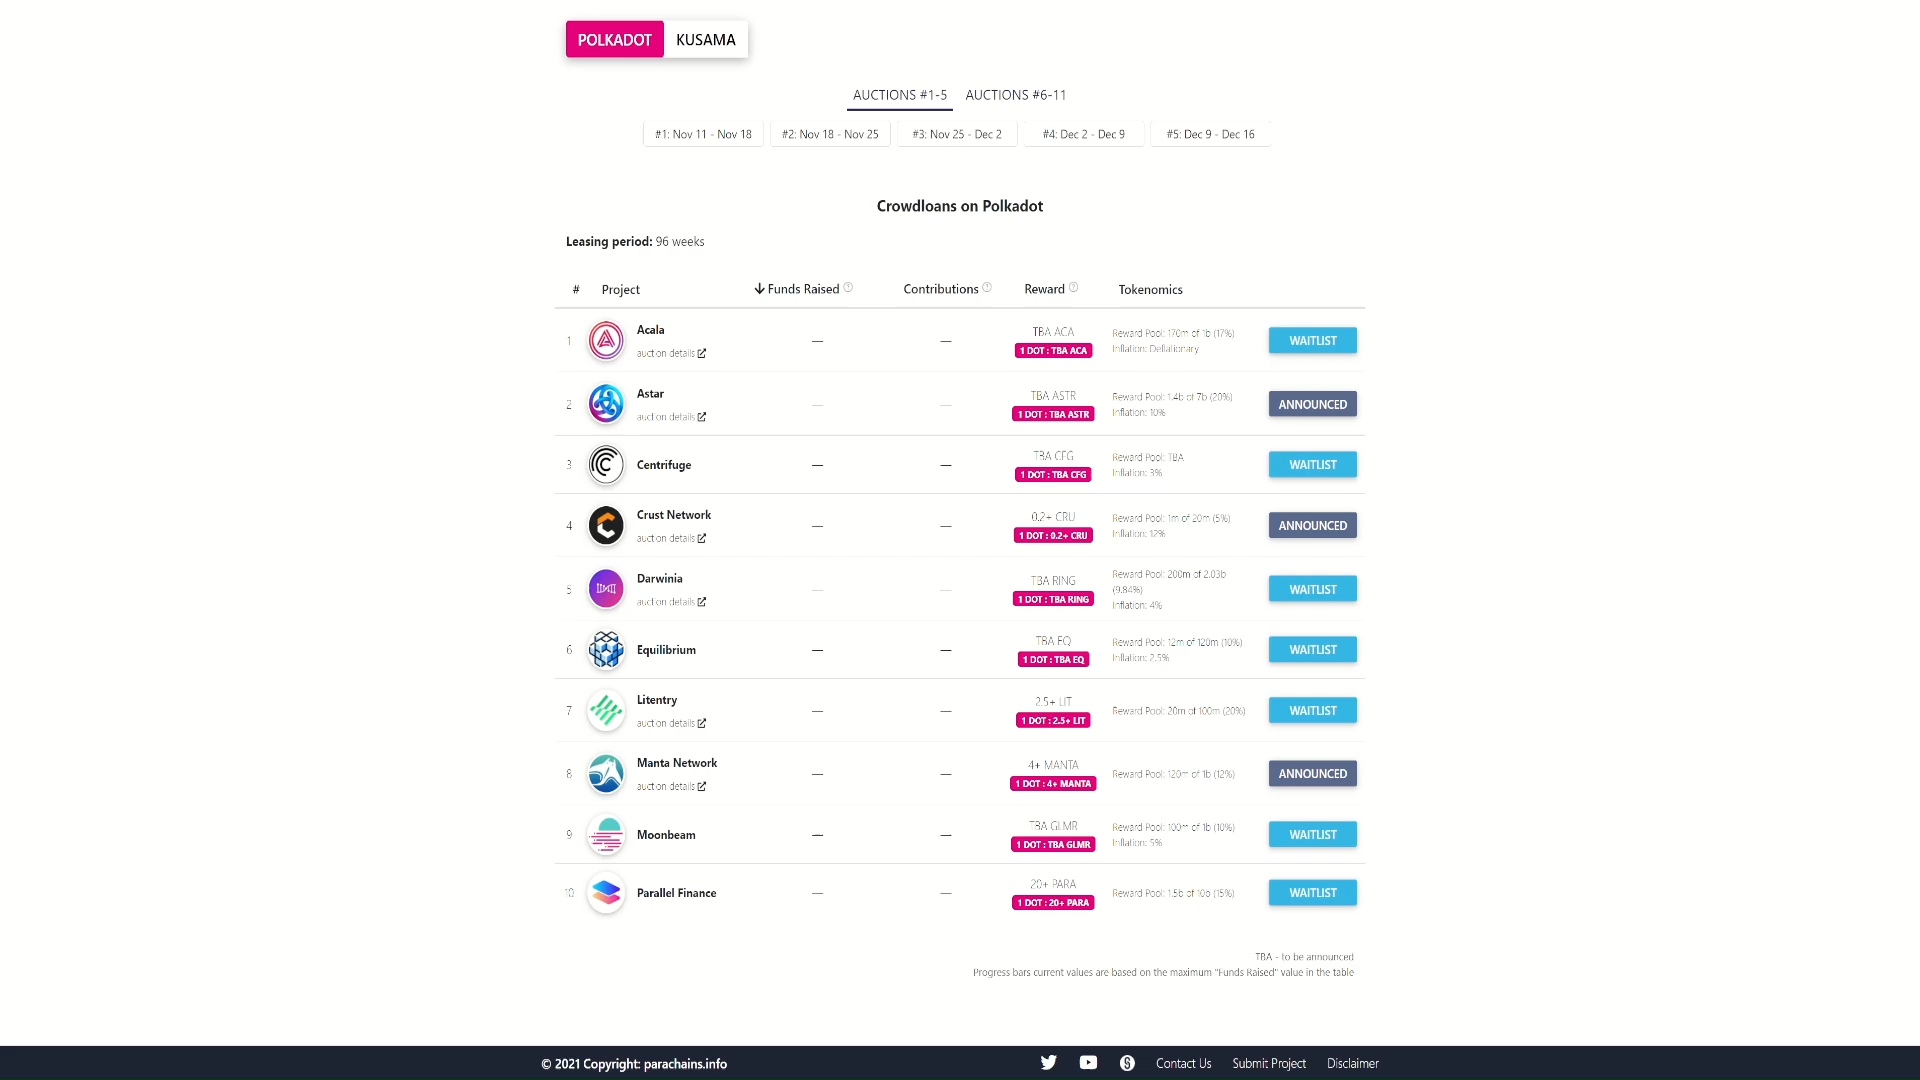 POLKADOT KUSAMA
AUCTIONS #1-5 AUCTIONS #6-11
#1: Nov 11 - Nov 18 #2: Nov 18 - Nov 25 #3: Nov 25 - Dec 2 #4: Dec 2 - Dec 9 #5: Dec 9 - Dec 16
Crowdloans on Polkadot
Leasing period: 96 weeks
# Project Funds Raised Contributions Reward Tokenomics
1 Acala
auction details
— —
TBA ACA
1 DOT : TBA ACA
Reward Pool: 170m of 1b (17%)
Inflation: Deflationary
WAITLIST
2 Astar
auction details
— —
TBA ASTR
1 DOT : TBA ASTR
Reward Pool: 1.4b of 7b (20%)
Inflation: 10%
ANNOUNCED
3 Centrifuge
— —
TBA CFG
1 DOT : TBA CFG
Reward Pool: TBA
Inflation: 3%
WAITLIST
4 Crust Network
auction details
— —
0.2+ CRU
1 DOT : 0.2+ CRU
Reward Pool: 1m of 20m (5%)
Inflation: 12%
ANNOUNCED
5 Darwinia
auction details
— —
TBA RING
1 DOT : TBA RING
Reward Pool: 200m of 2.03b
(9.84%)
Inflation: 4%
WAITLIST
6 Equilibrium
— —
TBA EQ
1 DOT : TBA EQ
Reward Pool: 12m of 120m (10%)
Inflation: 2.5%
WAITLIST
7 Litentry
auction details
— —
2.5+ LIT
1 DOT : 2.5+ LIT
Reward Pool: 20m of 100m (20%)
WAITLIST
8 Manta Network
auction details
— —
4+ MANTA
1 DOT : 4+ MANTA
Reward Pool: 120m of 1b (12%)
ANNOUNCED
9 Moonbeam
— —
TBA GLMR
1 DOT : TBA GLMR
Reward Pool: 100m of 1b (10%)
Inflation: 5%
WAITLIST
10 Parallel Finance
— —
20+ PARA
1 DOT : 20+ PARA
Reward Pool: 1.5b of 10b (15%)
WAITLIST
TBA - to be announced
Progress bars current values are based on the maximum "Funds Raised" value in the table
© 2021 Copyright: parachains.info Contact Us Submit Project Disclaimer